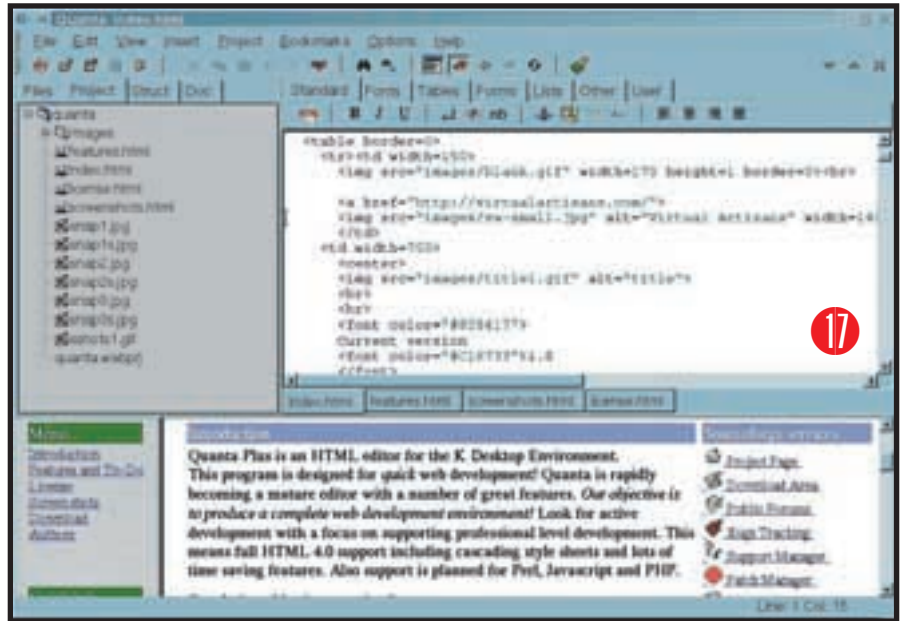 Quanta index.html
File Edit View Insert Project Bookmarks Options Help
Files Project Struct Doc
Standard Fonts Tables Forms Lists Other User
B I U
quanta
images
features.html
index.html
license.html
screenshots.html
snap1.jpg
snap1s.jpg
snap2.jpg
snap2s.jpg
snap3.jpg
snap3s.jpg
quanta.webprj
<table border=0>
<tr><td width=150>
<img src="images/blank.gif" width=170 height=1 border=0><br>
<a href="http://virtualartisans.com/">
<img src="images/va-small.jpg" alt="Virtual Artisans" width=14
</td>
<td width=700>
<center>
<img src="images/title1.gif" alt="title">
<br>
<hr>
<font color=
Current version
<font color=
</font>
17
index.html features.html screenshots.html license.html
Menu
Introduction
Features and To-Do
License
Screenshots
Download
Authors
Introduction
Quanta Plus is an HTML editor for the K Desktop Environment.
This program is designed for quick web development! Quanta is rapidly
becoming a mature editor with a number of great features. Our objective is
to produce a complete web development environment! Look for active
development with a focus on supporting professional level development. This
means full HTML 4.0 support including cascading style sheets and lots of
time saving features. Also support is planned for Perl, Javascript and PHP.
Project Page
Download Area
Public Forums
Bugs Tracking
Support Manager
Patch Manager
Line: 1 Col: 15